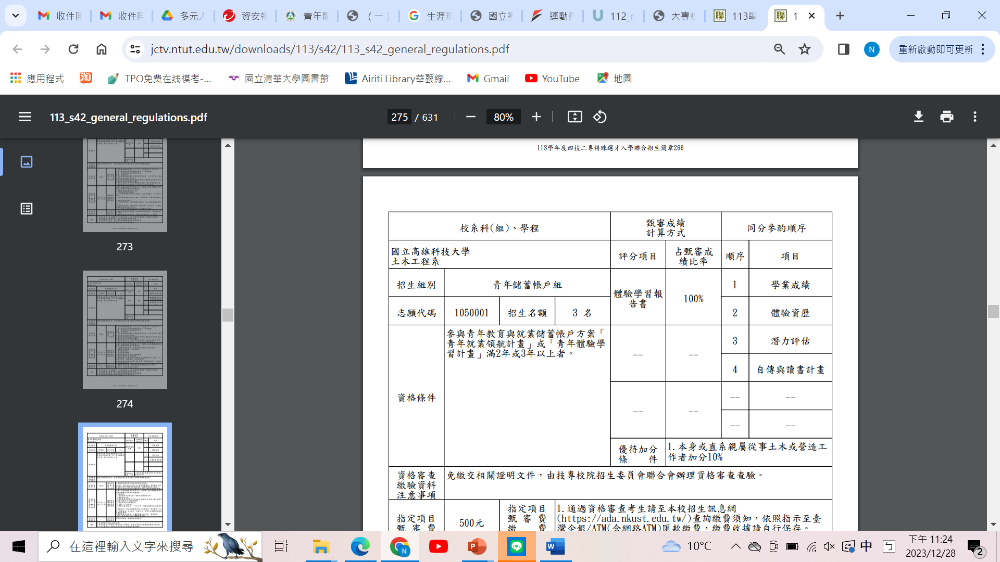 收件匣
收件匣
多元入
資安報
青年體
（一）
生涯規
國立臺
運動員
112_r
大專校
113學
1
jctv.ntut.edu.tw/downloads/113/s42/113_s42_general_regulations.pdf
N
重新啟動即可更新
應用程式
淘
TPO免费在线模考-...
國立清華大學圖書館
Airiti Library華藝線...
Gmail
YouTube
地圖
113_s42_general_regulations.pdf
275 / 631
80%
273
274
113學年度四技二專特殊選才入學聯合招生簡章266
校系科(組)、學程
甄審成績
計算方式
同分參酌順序
國立高雄科技大學
土木工程系
評分項目
占甄審成
績比率
順序
項目
招生組別
青年儲蓄帳戶組
體驗學習報
告書
100%
1
學業成績
志願代碼
1050001
招生名額
3 名
2
體驗資歷
資格條件
參與青年教育與就業儲蓄帳戶方案「
青年就業領航計畫」或「青年體驗學
習計畫」滿2年或3年以上者。
--
--
3
潛力評估
4
自傳與讀書計畫
--
--
--
--
--
--
優待加分
條 件
1.本身或直系親屬從事土木或營造工
作者加分10%
資格審查
繳驗資料
注意事項
免繳交相關證明文件，由技專校院招生委員會聯合會辦理資格審查查驗。
指定項目
甄 審 費
500元
指定項目
甄 審 費
繳 費
1.通過資格審查考生請至本校招生訊息網
(https://ada.nkust.edu.tw/)查詢繳費須知，依照指示至臺
灣企銀/ATM(含網路ATM)匯款繳費，繳費收據請自行保存。
在這裡輸入文字來搜尋
10°C
中
ㄅ
下午 11:24
2023/12/28
2